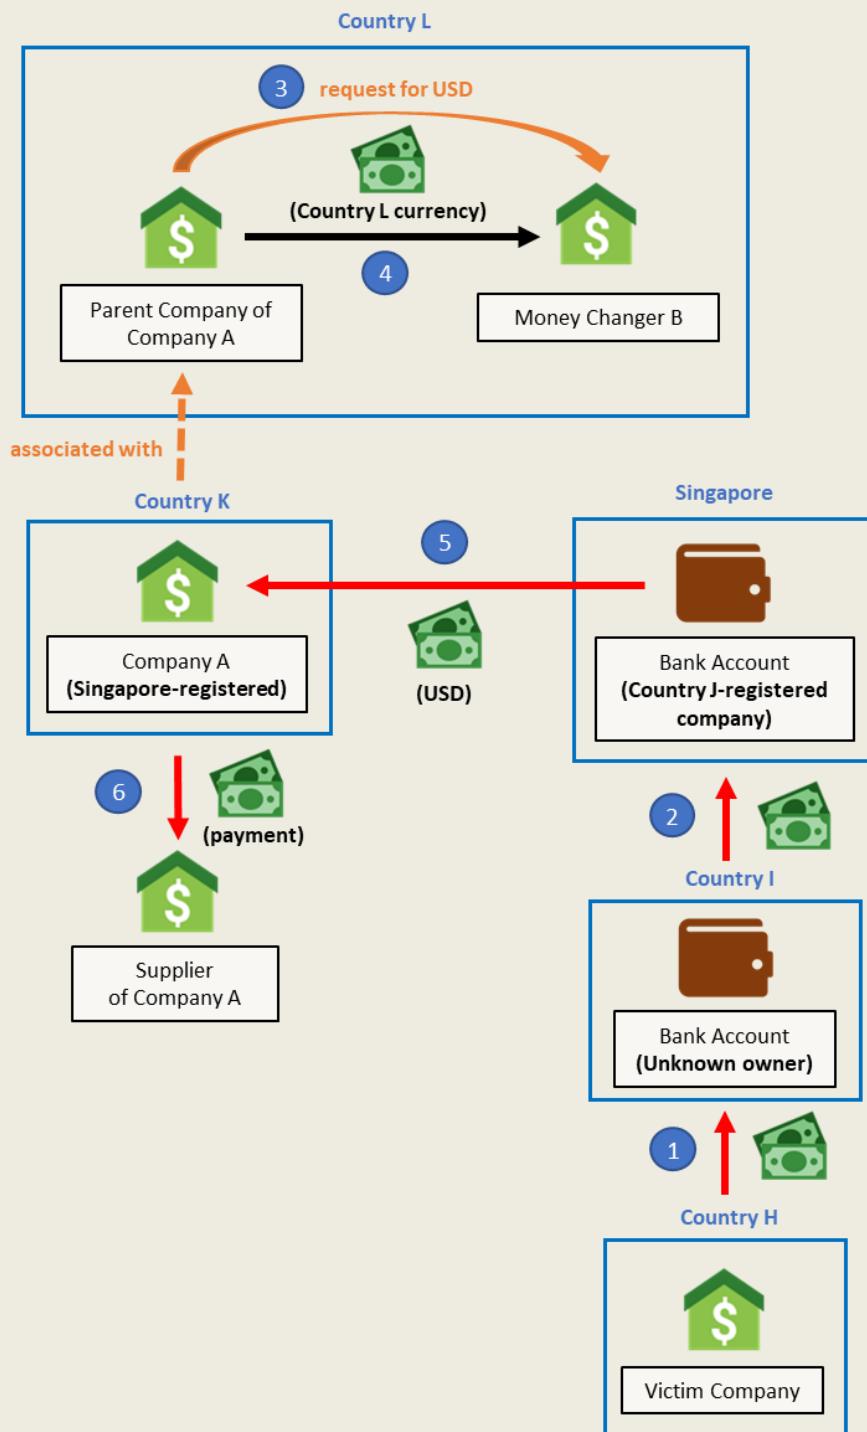 Country L
3
request for USD
(Country L currency)
4
Parent Company of
Company A
Money Changer B
associated with
Country K
Singapore
5
Company A
(Singapore-registered)
(USD)
Bank Account
(Country J-registered
company)
6
(payment)
2
Country I
Supplier
of Company A
Bank Account
(Unknown owner)
1
Country H
Victim Company